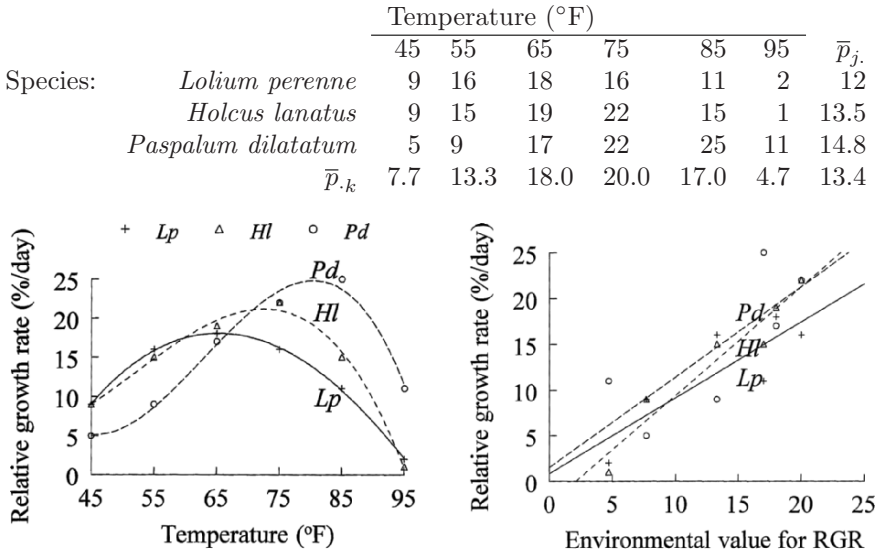 Temperature (°F)
45 55 65 75 85 95 p̅j.
Species: Lolium perenne 9 16 18 16 11 2 12
Holcus lanatus 9 15 19 22 15 1 13.5
Paspalum dilatatum 5 9 17 22 25 11 14.8
p̅.k 7.7 13.3 18.0 20.0 17.0 4.7 13.4
+ Lp △ Hl ○ Pd
Relative growth rate (%/day)
25
20
15
10
5
0
Pd
Hl
Lp
45 55 65 75 85 95
Temperature (ºF)
Relative growth rate (%/day)
25
20
15
10
5
0
Pd
Hl
Lp
0 5 10 15 20 25
Environmental value for RGR